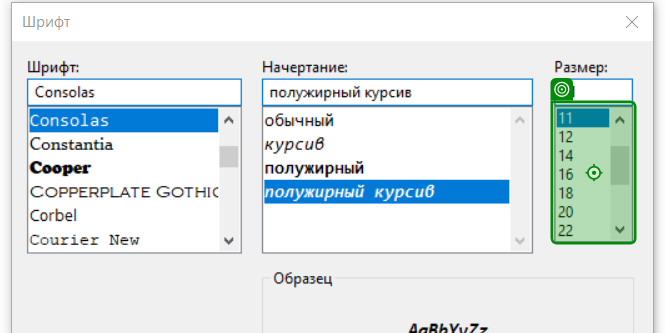 Шрифт
Шрифт:
Consolas
Consolas
Constantia
Cooper
COPPERPLATE GOTHIC
Corbel
Courier New
Начертание:
полужирный курсив
обычный
курсив
полужирный
полужирный курсив
Размер:
11
12
14
16
18
20
22
Образец
AaBbYyZz